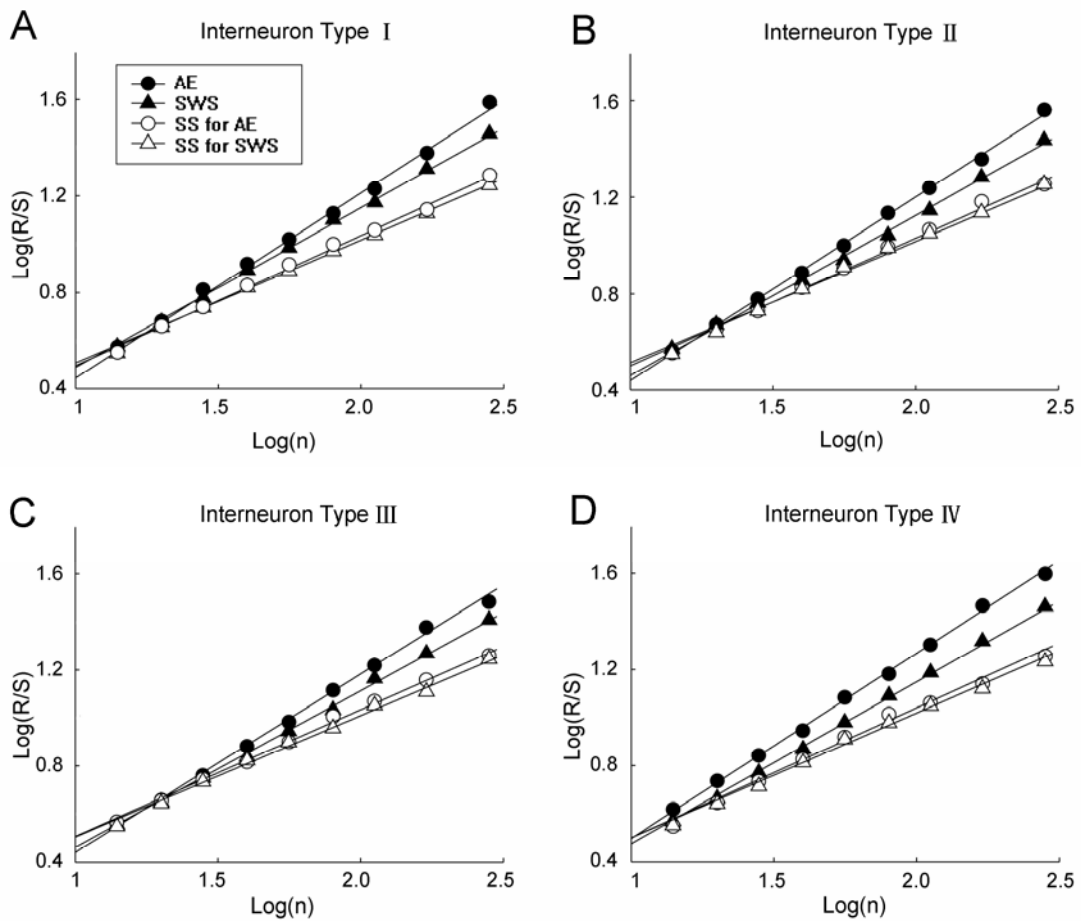 A
Interneuron Type Ⅰ
AE
SWS
SS for AE
SS for SWS
Log(R/S)
1.6
1.2
0.8
0.4
1
1.5
2.0
2.5
Log(n)
B
Interneuron Type Ⅱ
Log(R/S)
1.6
1.2
0.8
0.4
1
1.5
2.0
2.5
Log(n)
C
Interneuron Type Ⅲ
Log(R/S)
1.6
1.2
0.8
0.4
1
1.5
2.0
2.5
Log(n)
D
Interneuron Type Ⅳ
Log(R/S)
1.6
1.2
0.8
0.4
1
1.5
2.0
2.5
Log(n)